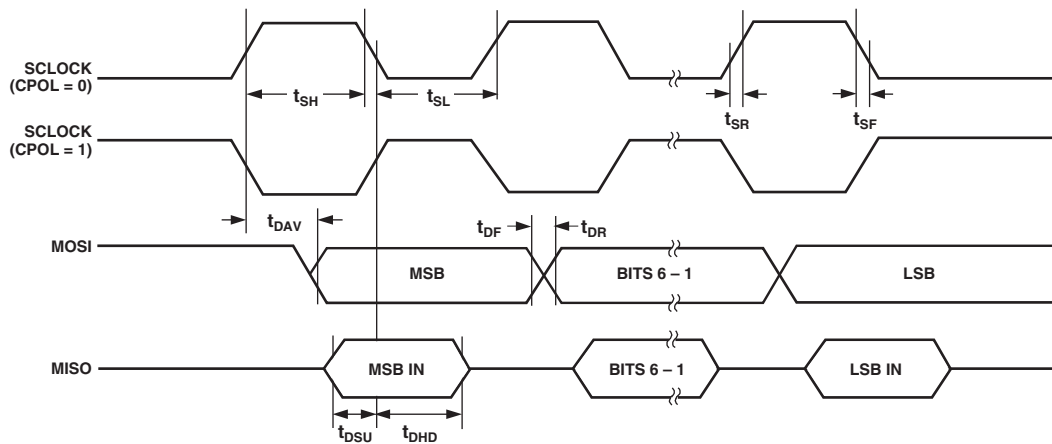 SCLOCK
(CPOL = 0)
tSH
tSL
tSR
tSF
SCLOCK
(CPOL = 1)
tDAV
tDF
tDR
MOSI
MSB
BITS 6 – 1
LSB
MISO
MSB IN
BITS 6 – 1
LSB IN
tDSU
tDHD